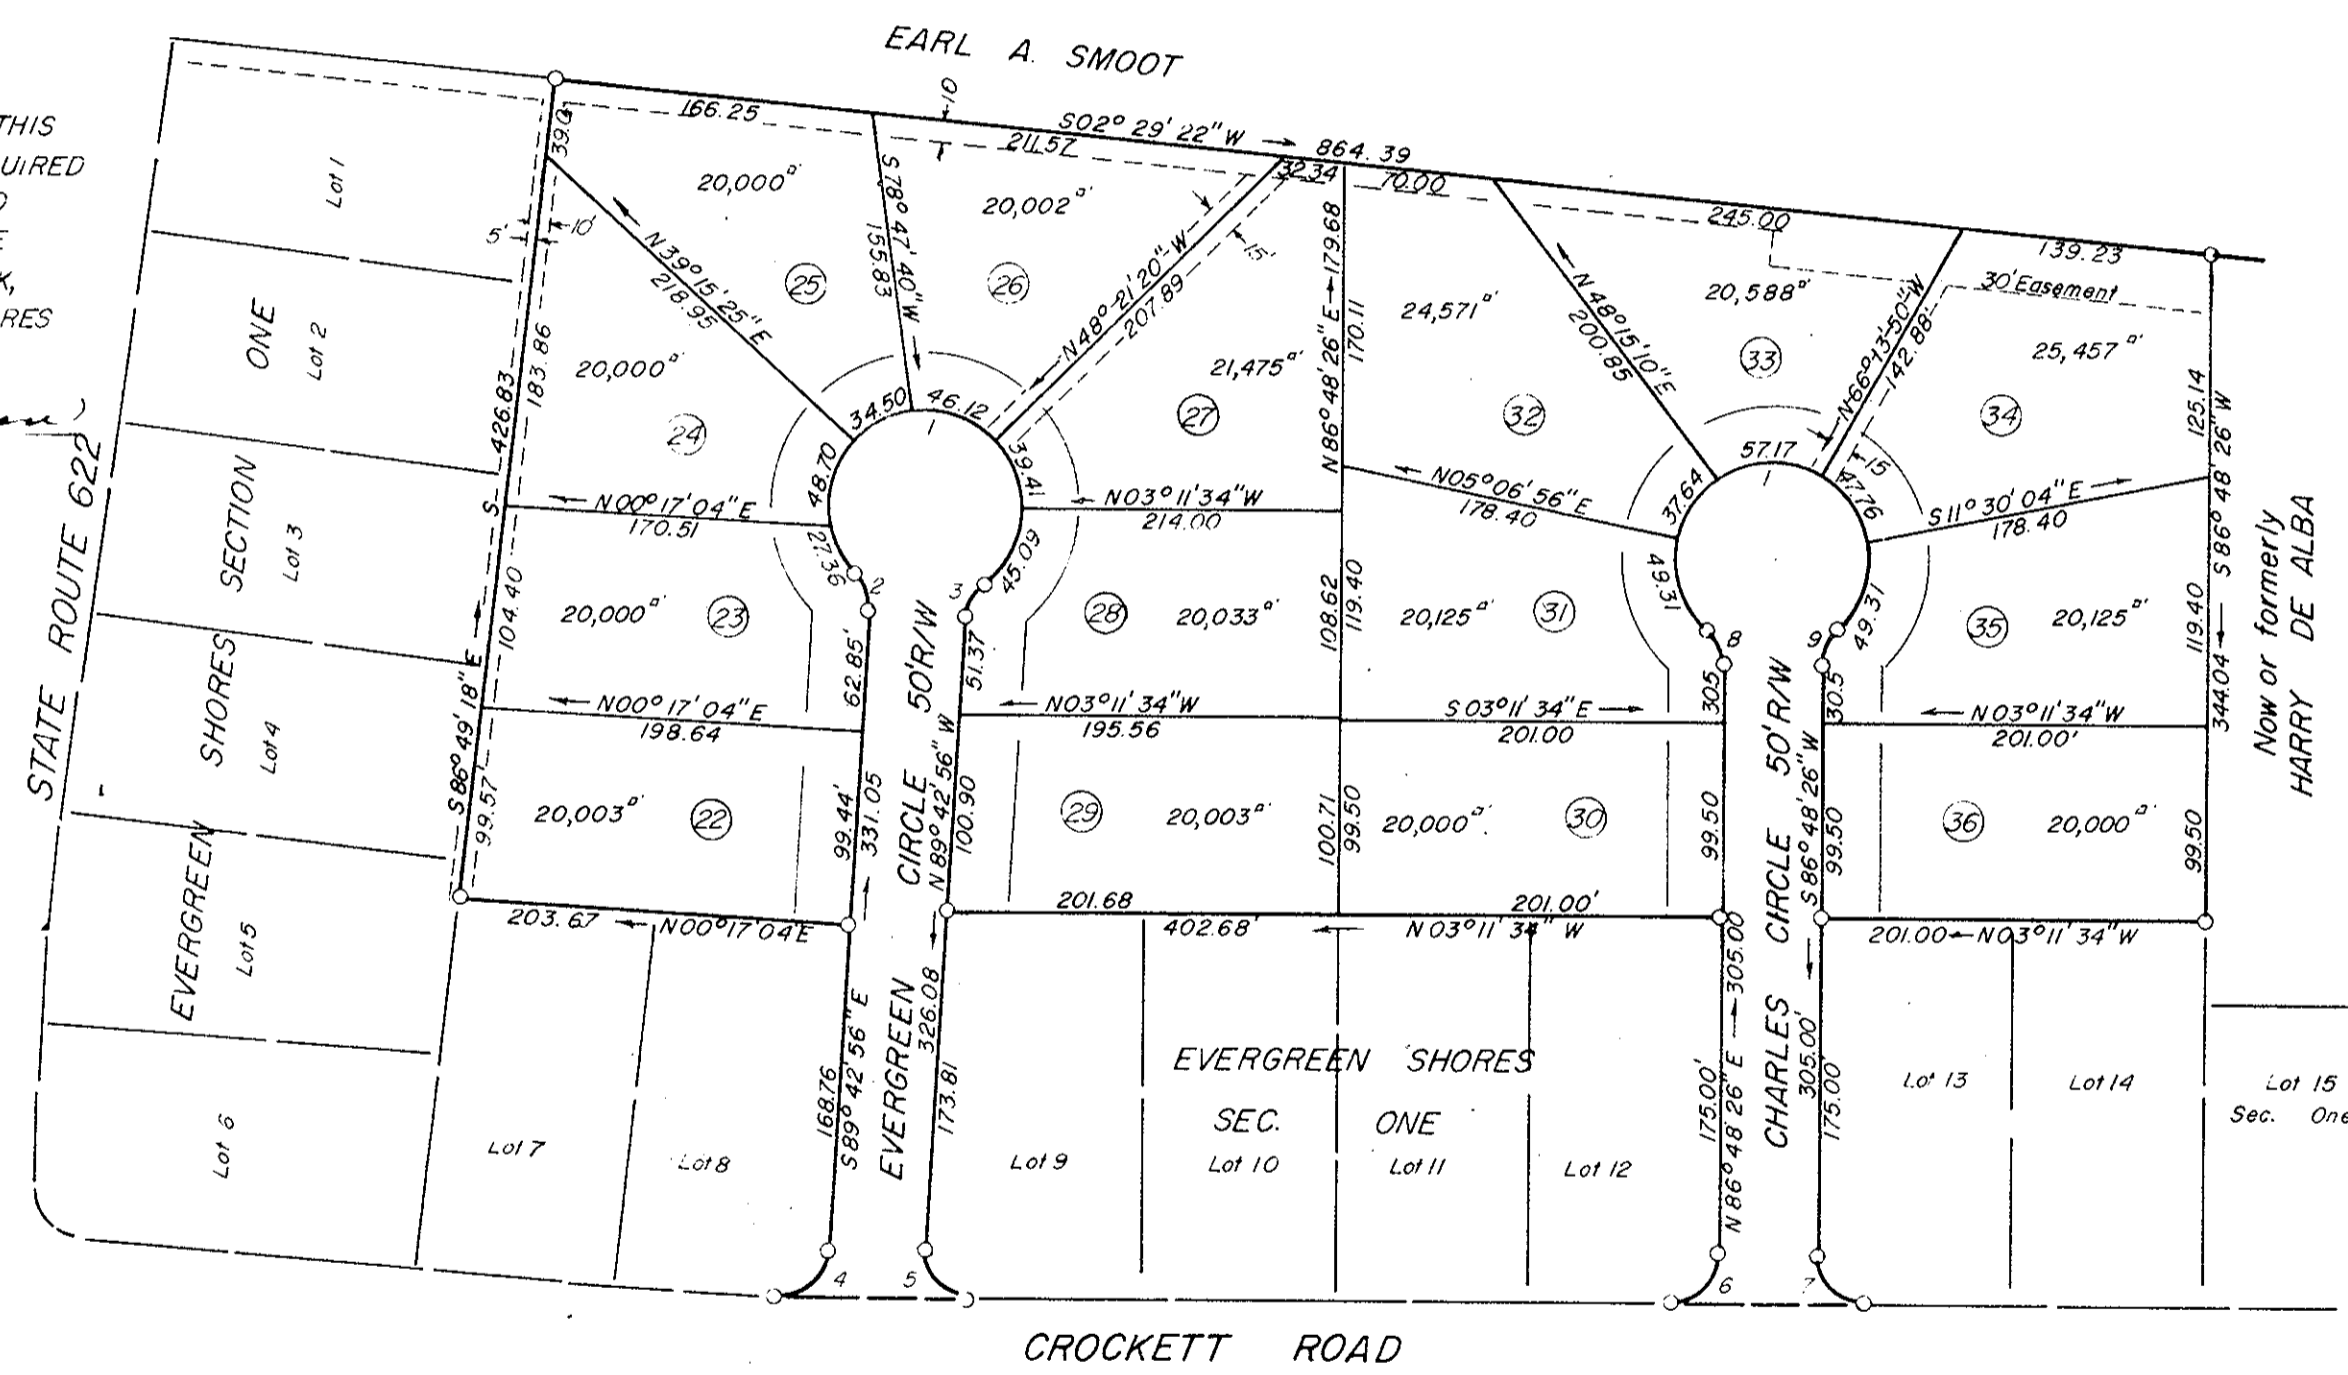 EARL A. SMOOT
THIS
UIRED
K,
RES
STATE ROUTE 622
EVERGREEN SHORES SECTION ONE
Lot 1
Lot 2
Lot 3
Lot 4
Lot 5
Lot 6
Lot 7
Lot 8
166.25
10
S02° 29' 22" W
864.39
211.57
32.34
70.00
245.00
139.23
30' Easement
5'
10'
S 86° 49' 18" E
S
426.83
183.86
104.40
99.57'
20,000□'
25
N39° 15' 25" E
218.95
S78° 47' 40" W
155.83
20,002□'
26
N48° 21' 20" W
207.89
15'
20,000□'
24
48.70
34.50
46.12
39.41
21,475□'
27
N86° 48' 26" E
179.68
170.11
24,571□'
32
N 48° 15' 10" E
200.85
20,588□'
33
N 66° 13' 50" W
142.88'
25,457□'
34
15
125.14
S 86° 48' 26" W
37.64
57.17
47.76
N00° 17' 04" E
170.51
27.36
N03° 11' 34" W
214.00
45.09
N05° 06' 56" E
178.40
S 11° 30' 04" E
178.40
20,000□'
23
2
3
62.85'
51.37
28
20,033□'
108.62
119.40
20,125□'
31
49.31
8
9
49.31
35
20,125□'
119.40
344.04
Now or formerly
HARRY DE ALBA
N00° 17' 04" E
198.64
N03° 11' 34" W
195.56
S 03° 11' 34" E
201.00
30.5
30.5
N 03° 11' 34" W
201.00'
20,003□'
22
99.44'
331.05
EVERGREEN CIRCLE 50' R/W
N 89° 42' 56" W
100.90
29
20,003□'
100.71
99.50
20,000□'
30
99.50
CHARLES CIRCLE 50' R/W
S 86° 48' 26" W
99.50
36
20,000□'
99.50
203.67
N00° 17' 04" E
201.68
402.68'
201.00'
N 03° 11' 34" W
201.00
N03° 11' 34" W
168.76
S 89° 42' 56" E
326.08
173.81
EVERGREEN SHORES
SEC. ONE
Lot 9
Lot 10
Lot 11
Lot 12
N 86° 48' 26" E
305.00
175.00'
305.00'
175.00'
Lot 13
Lot 14
Lot 15
Sec. One
4
5
6
7
CROCKETT ROAD